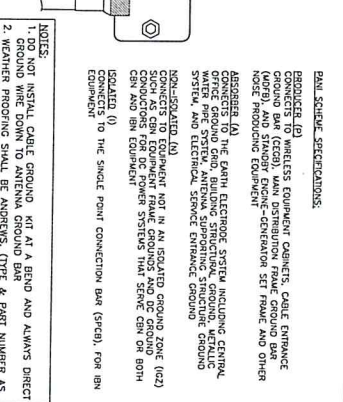 PANI SCHEME SPECIFICATIONS:
PRODUCER (P)
CONNECTS TO WIRELESS EQUIPMENT CABINETS, CABLE ENTRANCE
GROUND BAR (CEGB), MAIN DISTRIBUTION FRAME GROUND BAR
(MDFB), AND STANDBY ENGINE-GENERATOR SET FRAME AND OTHER
NOISE PRODUCING EQUIPMENT
ABSORBER (A)
CONNECTS TO THE EARTH ELECTRODE SYSTEM INCLUDING CENTRAL
OFFICE GROUND GRID, BUILDING STRUCTURAL GROUND, METALLIC
WATER PIPE SYSTEM, ANTENNA SUPPORTING STRUCTURE GROUND
SYSTEM, AND ELECTRICAL SERVICE ENTRANCE GROUND
NON-ISOLATED (N)
CONNECTS TO EQUIPMENT NOT IN AN ISOLATED GROUND ZONE (IGZ)
SUCH AS CBN EQUIPMENT FRAME GROUNDS AND DC GROUND
CONDUCTORS FOR DC POWER SYSTEMS THAT SERVE CBN OR BOTH
CBN AND IBN EQUIPMENT
ISOLATED (I)
CONNECTS TO THE SINGLE POINT CONNECTION BAR (SPCB), FOR IBN
EQUIPMENT
NOTES:
1. DO NOT INSTALL CABLE GROUND KIT AT A BEND AND ALWAYS DIRECT
GROUND WIRE DOWN TO ANTENNA GROUND BAR
2. WEATHER PROOFING SHALL BE ANDREWS, (TYPE & PART NUMBER AS